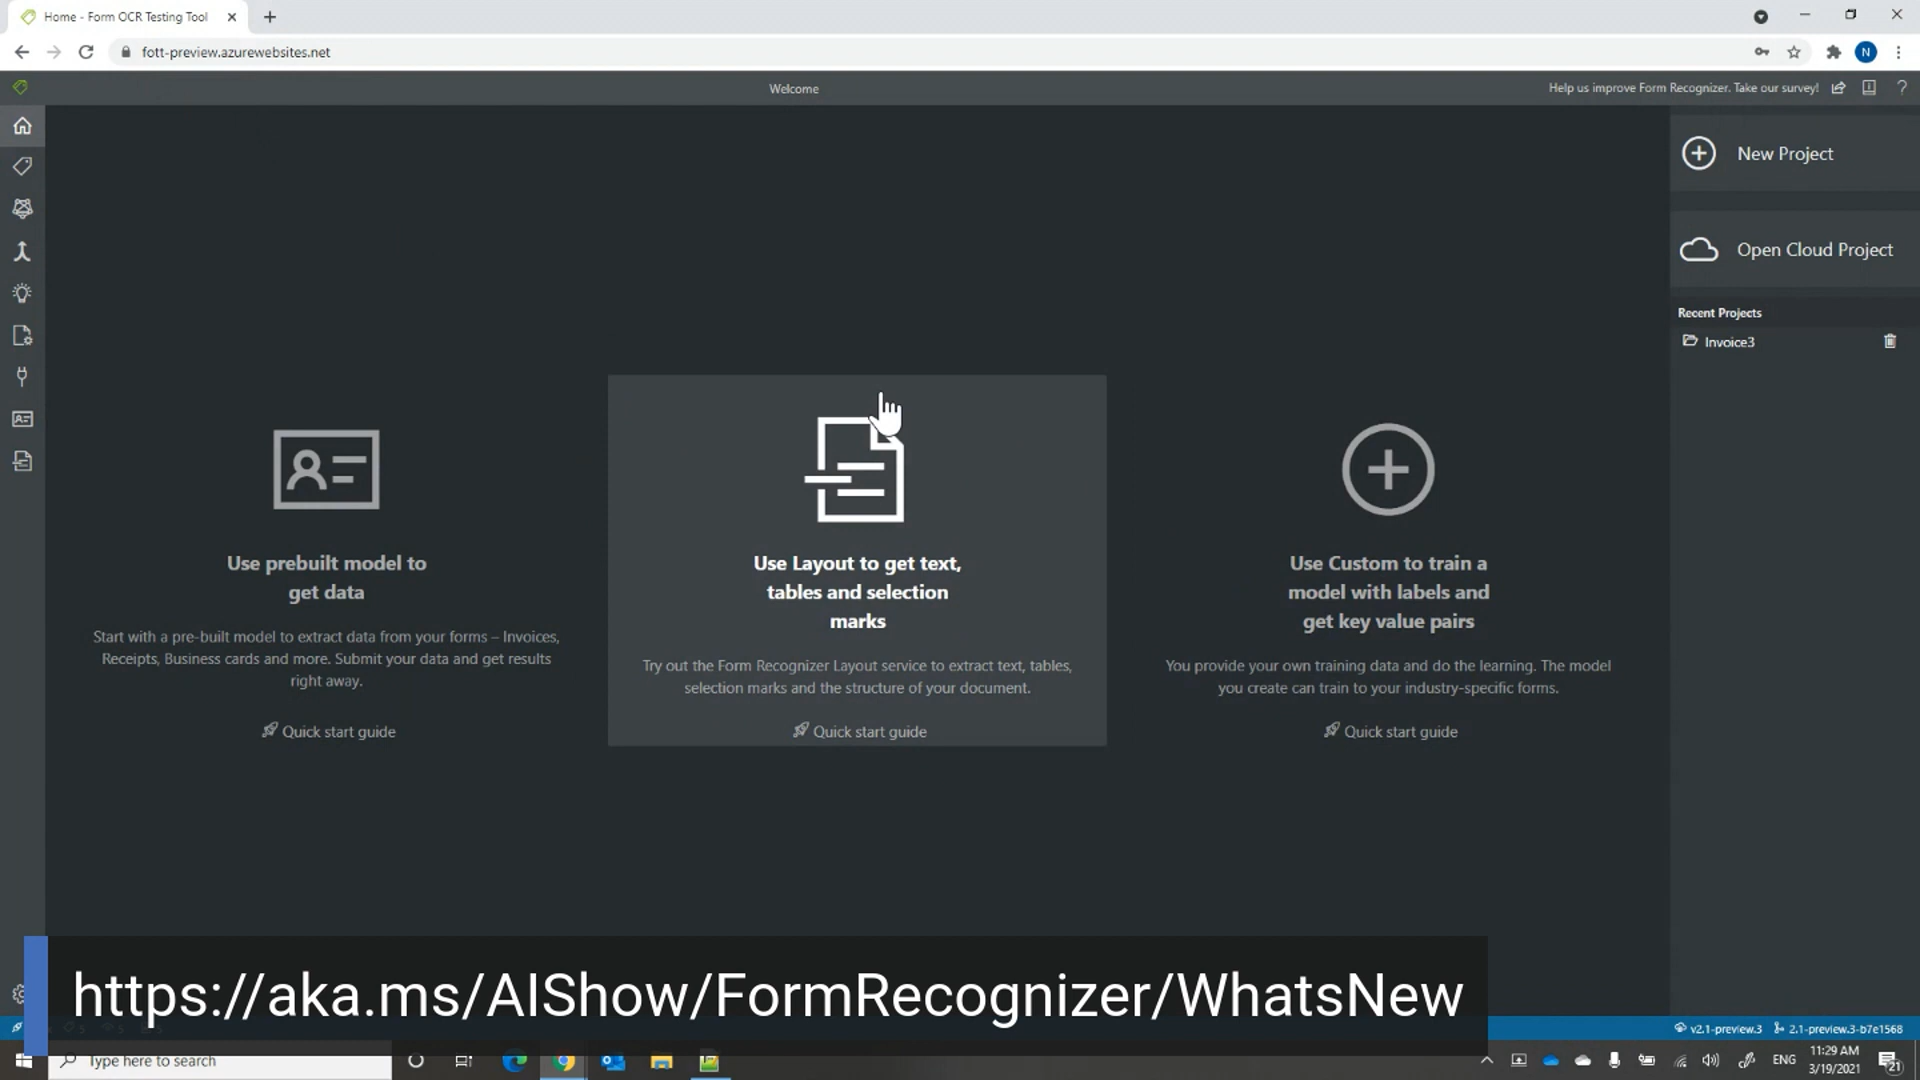 Home - Form OCR Testing Tool
fott-preview.azurewebsites.net
N
Welcome
Help us improve Form Recognizer. Take our survey!
New Project
Open Cloud Project
Recent Projects
Invoice3
Use prebuilt model to
get data
Start with a pre-built model to extract data from your forms – Invoices,
Receipts, Business cards and more. Submit your data and get results
right away.
Quick start guide
Use Layout to get text,
tables and selection
marks
Try out the Form Recognizer Layout service to extract text, tables,
selection marks and the structure of your document.
Quick start guide
Use Custom to train a
model with labels and
get key value pairs
You provide your own training data and do the learning. The model
you create can train to your industry-specific forms.
Quick start guide
https://aka.ms/AIShow/FormRecognizer/WhatsNew
v2.1-preview.3
2.1-preview.3-b7e1568
Type here to search
ENG
11:29 AM
3/19/2021
21